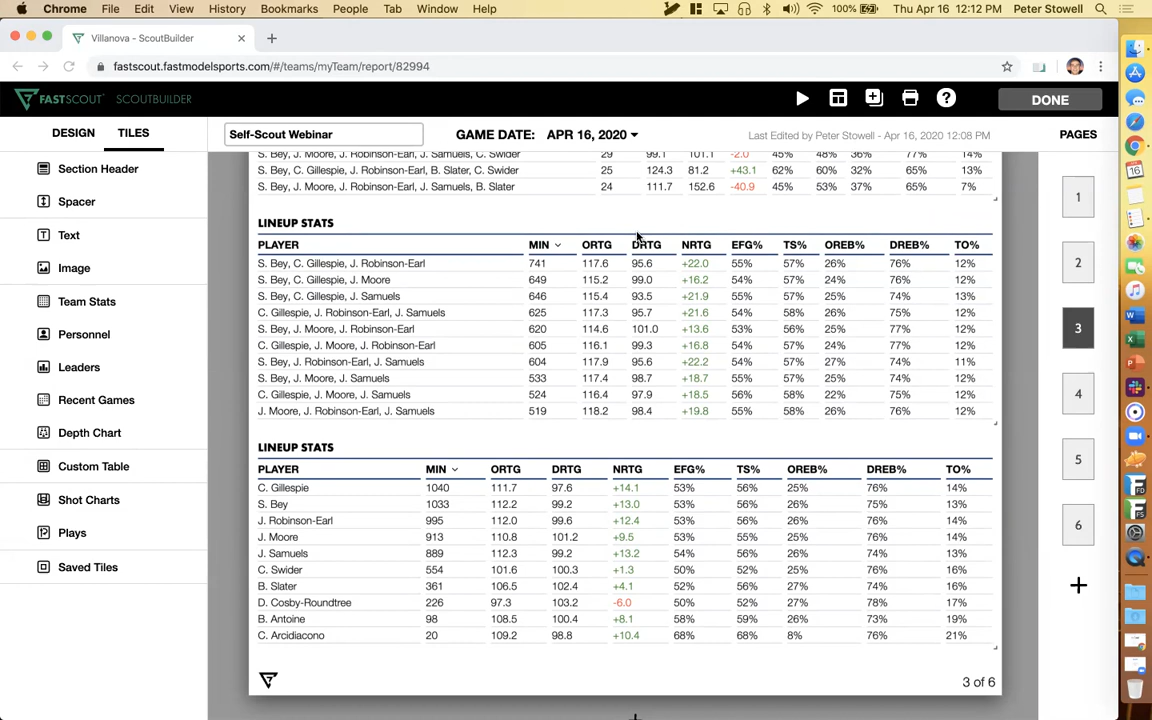 Chrome File Edit View History Bookmarks People Tab Window Help 100% Thu Apr 16 12:12 PM Peter Stowell
Villanova - ScoutBuilder
fastscout.fastmodelsports.com/#/teams/myTeam/report/82994
FASTSCOUT SCOUTBUILDER DONE
DESIGN TILES Self-Scout Webinar GAME DATE: APR 16, 2020 Last Edited by Peter Stowell - Apr 16, 2020 12:08 PM PAGES
Section Header
Spacer
Text
Image
Team Stats
Personnel
Leaders
Recent Games
Depth Chart
Custom Table
Shot Charts
Plays
Saved Tiles
S. Bey, J. Moore, J. Robinson-Earl, J. Samuels, C. Swider 29 99.1 101.1 -2.0 45% 48% 36% 77% 14%
S. Bey, C. Gillespie, J. Robinson-Earl, B. Slater, C. Swider 25 124.3 81.2 +43.1 62% 60% 32% 65% 13%
S. Bey, J. Moore, J. Robinson-Earl, J. Samuels, B. Slater 24 111.7 152.6 -40.9 45% 53% 37% 65% 7%
LINEUP STATS
PLAYER MIN ORTG DRTG NRTG EFG% TS% OREB% DREB% TO%
S. Bey, C. Gillespie, J. Robinson-Earl 741 117.6 95.6 +22.0 55% 57% 26% 76% 12%
S. Bey, C. Gillespie, J. Moore 649 115.2 99.0 +16.2 54% 57% 24% 76% 12%
S. Bey, C. Gillespie, J. Samuels 646 115.4 93.5 +21.9 55% 57% 25% 74% 13%
C. Gillespie, J. Robinson-Earl, J. Samuels 625 117.3 95.7 +21.6 54% 58% 26% 75% 12%
S. Bey, J. Moore, J. Robinson-Earl 620 114.6 101.0 +13.6 53% 56% 25% 77% 12%
C. Gillespie, J. Moore, J. Robinson-Earl 605 116.1 99.3 +16.8 54% 57% 24% 77% 12%
S. Bey, J. Robinson-Earl, J. Samuels 604 117.9 95.6 +22.2 54% 57% 27% 74% 11%
S. Bey, J. Moore, J. Samuels 533 117.4 98.7 +18.7 55% 57% 25% 74% 12%
C. Gillespie, J. Moore, J. Samuels 524 116.4 97.9 +18.5 56% 58% 22% 75% 12%
J. Moore, J. Robinson-Earl, J. Samuels 519 118.2 98.4 +19.8 55% 58% 26% 76% 12%
LINEUP STATS
PLAYER MIN ORTG DRTG NRTG EFG% TS% OREB% DREB% TO%
C. Gillespie 1040 111.7 97.6 +14.1 53% 56% 25% 76% 14%
S. Bey 1033 112.2 99.2 +13.0 53% 56% 26% 75% 13%
J. Robinson-Earl 995 112.0 99.6 +12.4 53% 56% 26% 76% 14%
J. Moore 913 110.8 101.2 +9.5 53% 55% 25% 76% 14%
J. Samuels 889 112.3 99.2 +13.2 54% 56% 26% 74% 13%
C. Swider 554 101.6 100.3 +1.3 50% 52% 25% 76% 16%
B. Slater 361 106.5 102.4 +4.1 52% 56% 27% 74% 16%
D. Cosby-Roundtree 226 97.3 103.2 -6.0 50% 52% 27% 78% 17%
B. Antoine 98 108.5 100.4 +8.1 58% 59% 26% 73% 19%
C. Arcidiacono 20 109.2 98.8 +10.4 68% 68% 8% 76% 21%
3 of 6
1
2
3
4
5
6
+